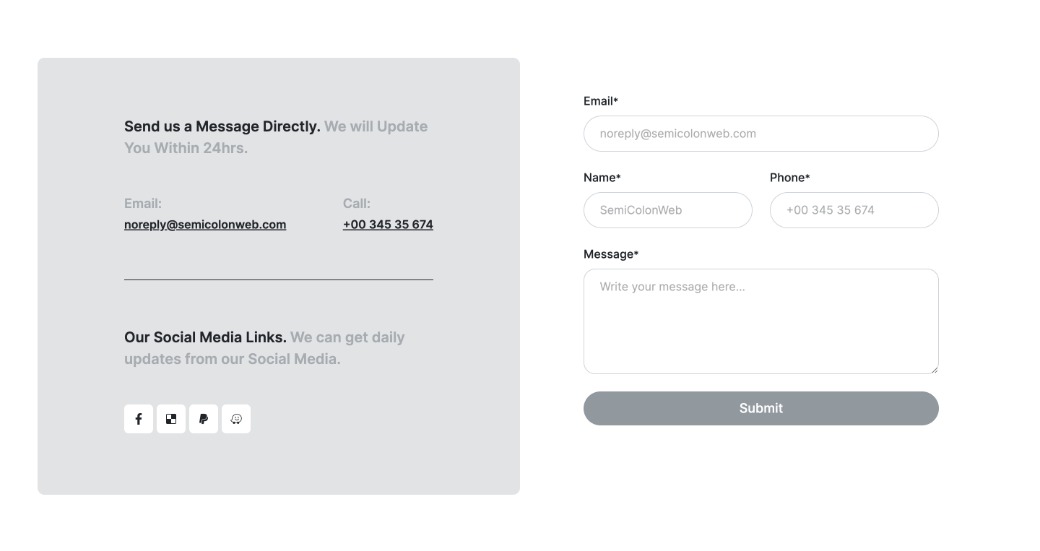 Send us a Message Directly. We will Update
You Within 24hrs.
Email:
noreply@semicolonweb.com
Call:
+00 345 35 674
Our Social Media Links. We can get daily
updates from our Social Media.
Email*
noreply@semicolonweb.com
Name*
SemiColonWeb
Phone*
+00 345 35 674
Message*
Write your message here...
Submit